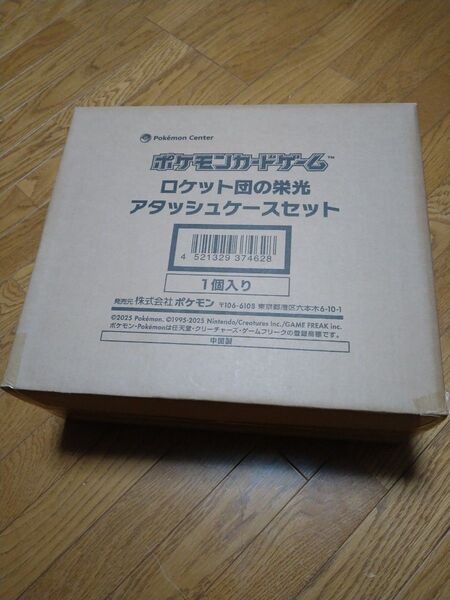 Pokémon Center
ポケモンカードゲーム™
ロケット団の栄光
アタッシュケースセット
4 521329 374628
1個入り
発売元 株式会社ポケモン 〒106-6108 東京都港区六本木6-10-1
©2025 Pokémon. ©1995-2025 Nintendo/Creatures Inc./GAME FREAK inc.
ポケモン・Pokémonは任天堂・クリーチャーズ・ゲームフリークの登録商標です。
中国製